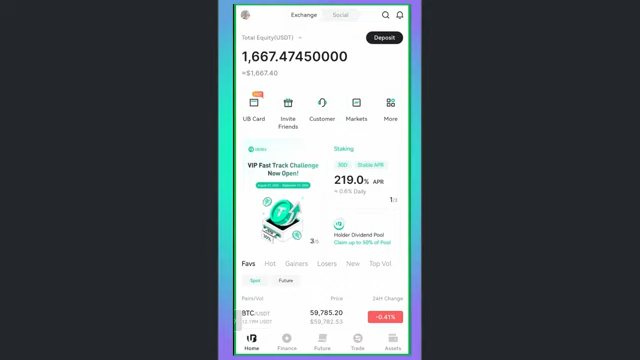 Exchange
Social
Total Equity(USDT)
Deposit
1,667.47450000
≈$1,667.40
UB Card
Invite Friends
Customer
Markets
More
VIP Fast Track Challenge
Now Open!
3/5
Staking
30D
Stable APR
219.0% APR
≈ 0.6% Daily
1/3
Holder Dividend Pool
Claim up to 50% of Pool
Favs
Hot
Gainers
Losers
New
Top Vol
Spot
Future
Pairs/Vol
Price
24H Change
BTC/USDT
59,785.20
-0.41%
$59,782.53
Home
Finance
Future
Trade
Assets